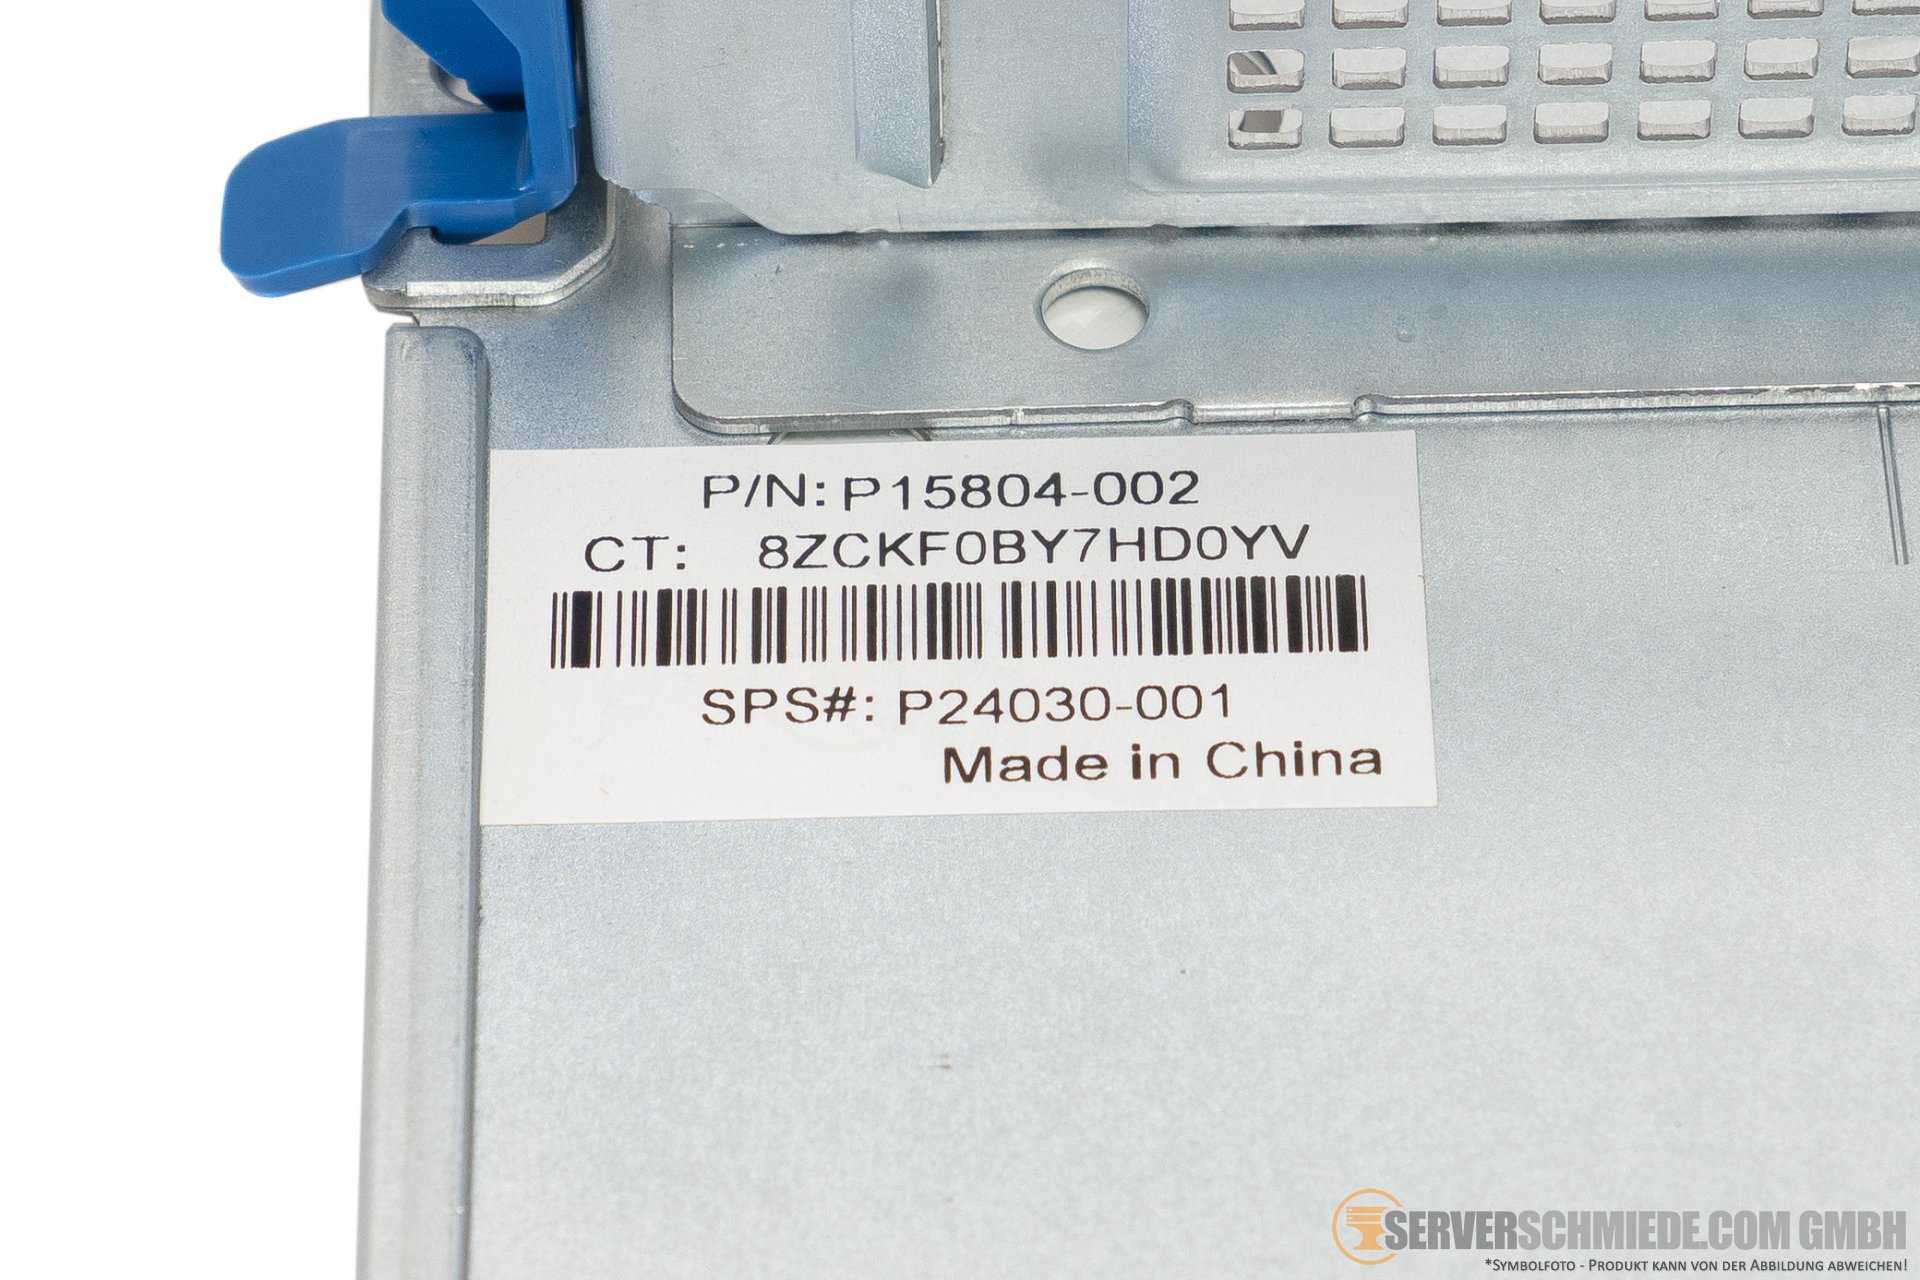 P/N: P15804-002
CT: 8ZCKF0BY7HD0YV
SPS#: P24030-001
Made in China
SERVERSCHMIEDE.COM GMBH
*Symbolfoto - Produkt kann von der Abbildung abweichen!